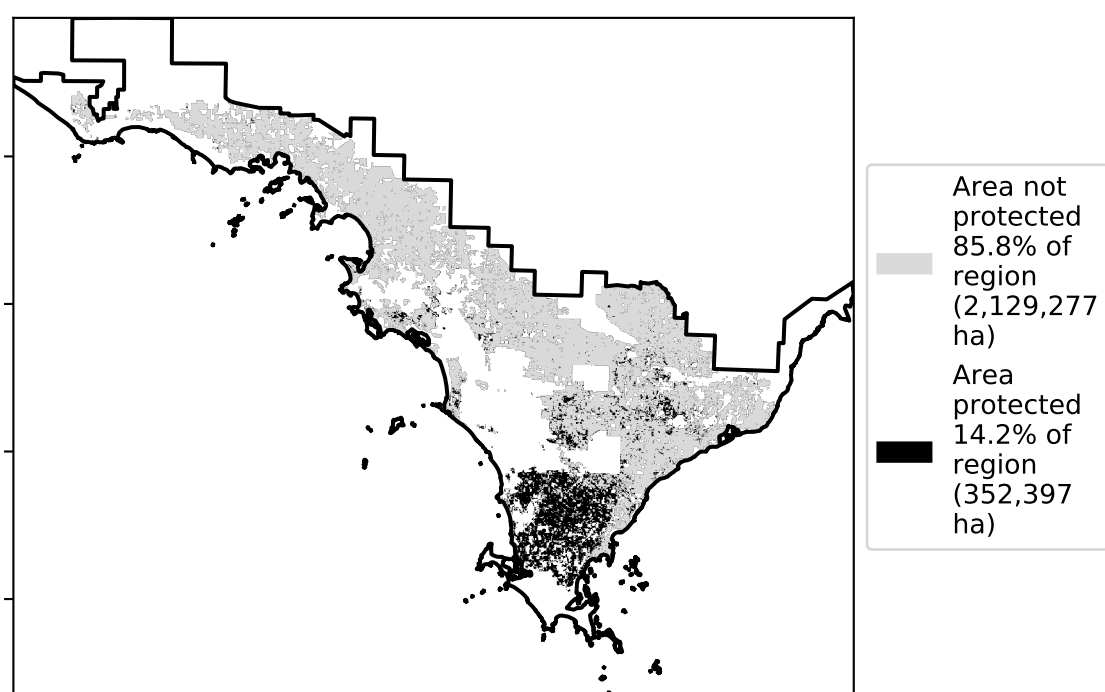 Area not
protected
85.8% of
region
(2,129,277
ha)
Area
protected
14.2% of
region
(352,397
ha)